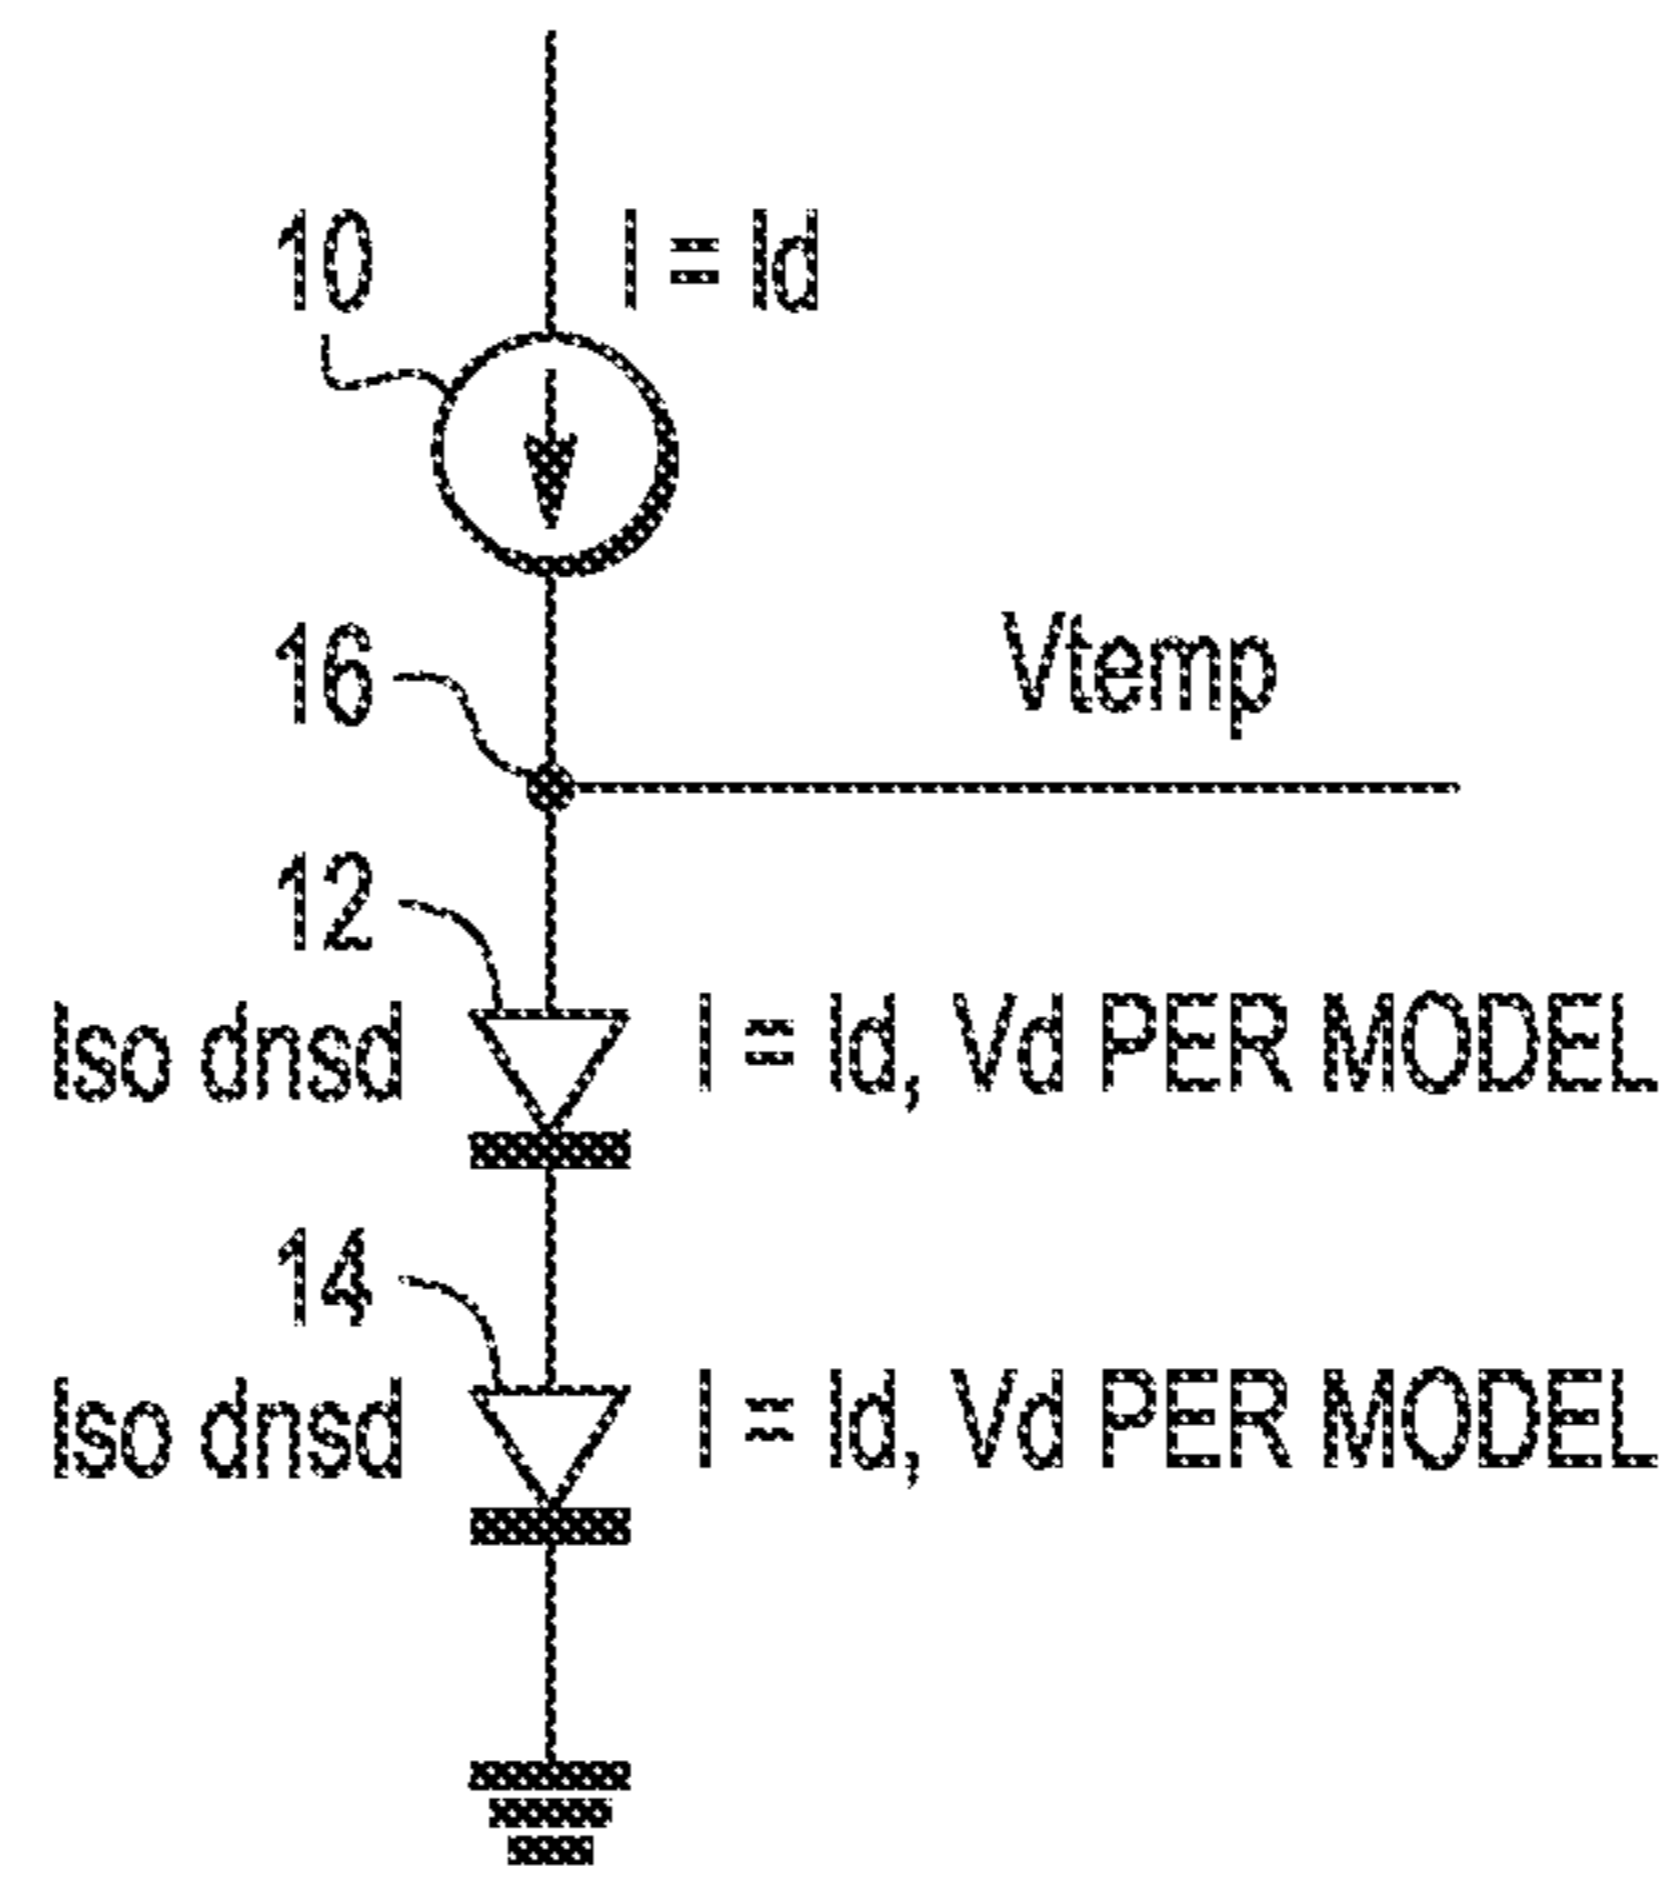 10 I = Id
16
Vtemp
12
Iso dnsd I = Id, Vd PER MODEL
14
Iso dnsd I = Id, Vd PER MODEL